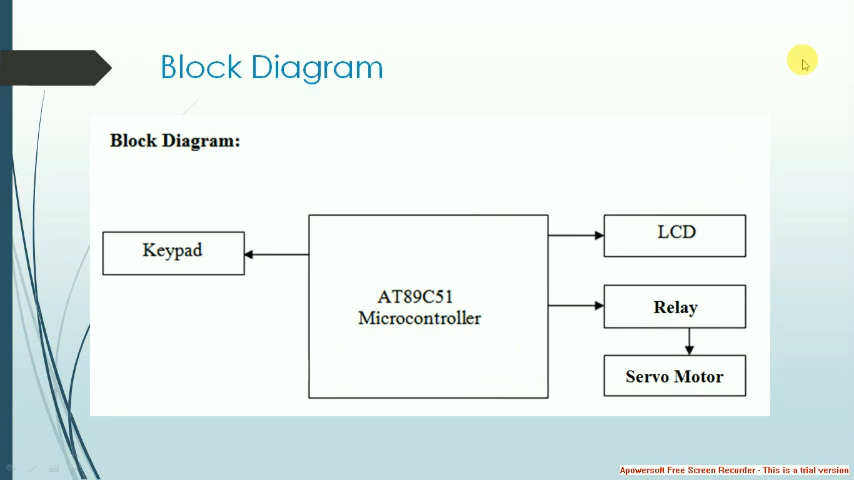 Block Diagram
Block Diagram:
Keypad
LCD
AT89C51
Microcontroller
Relay
Servo Motor
Apowersoft Free Screen Recorder - This is a trial version